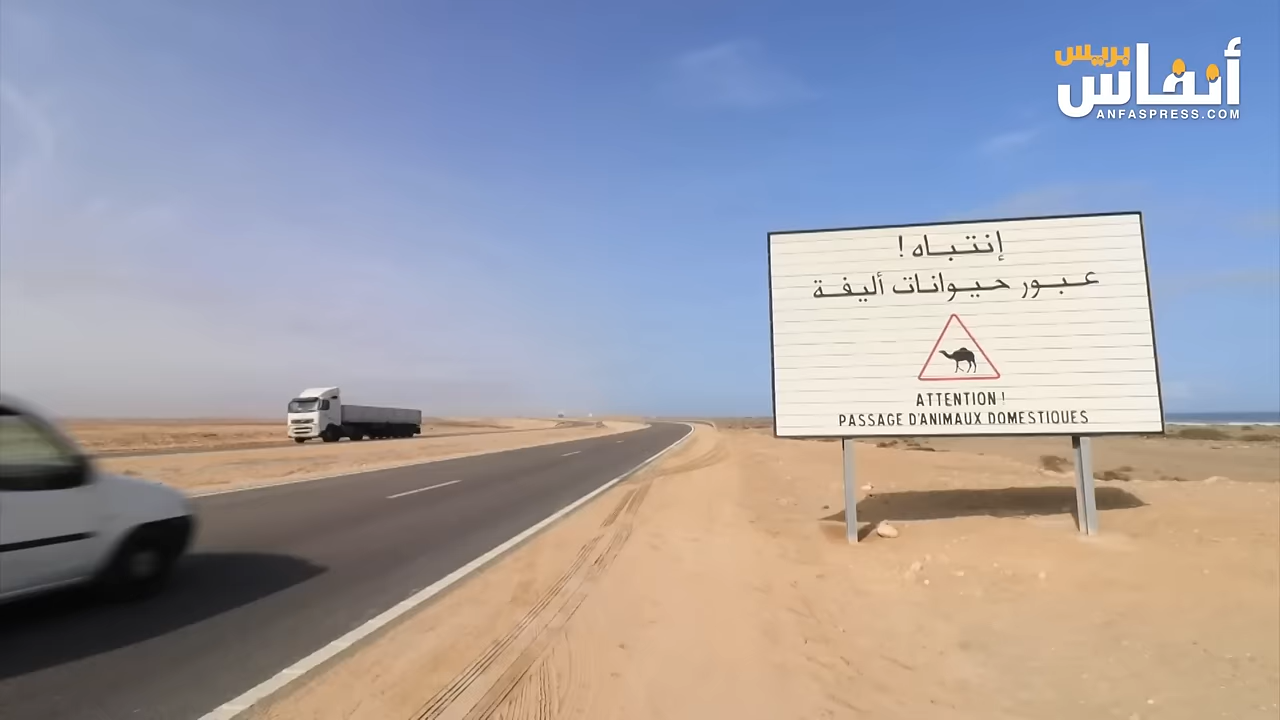 بريس
أنفاس
ANFASPRESS.COM
إنتباه!
عبور حيوانات أليفة
ATTENTION!
PASSAGE D'ANIMAUX DOMESTIQUES